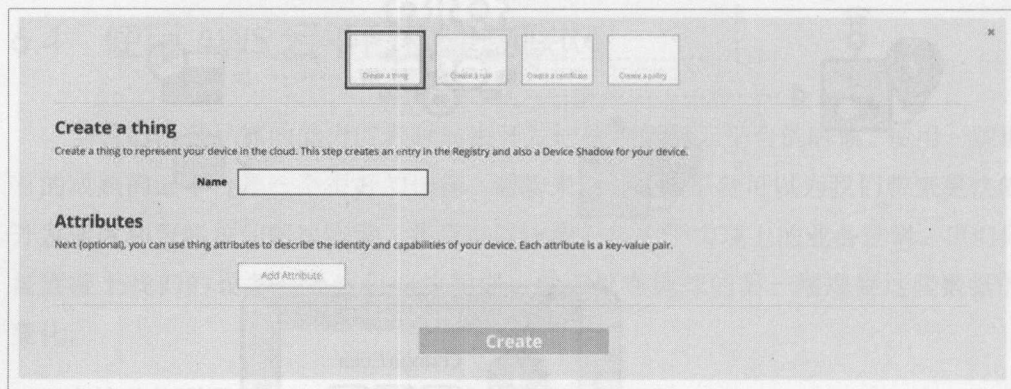 ×
Create a thing
Create a rule
Create a certificate
Create a policy
Create a thing
Create a thing to represent your device in the cloud. This step creates an entry in the Registry and also a Device Shadow for your device.
Name
Attributes
Next (optional), you can use thing attributes to describe the identity and capabilities of your device. Each attribute is a key-value pair.
Add Attribute
Create